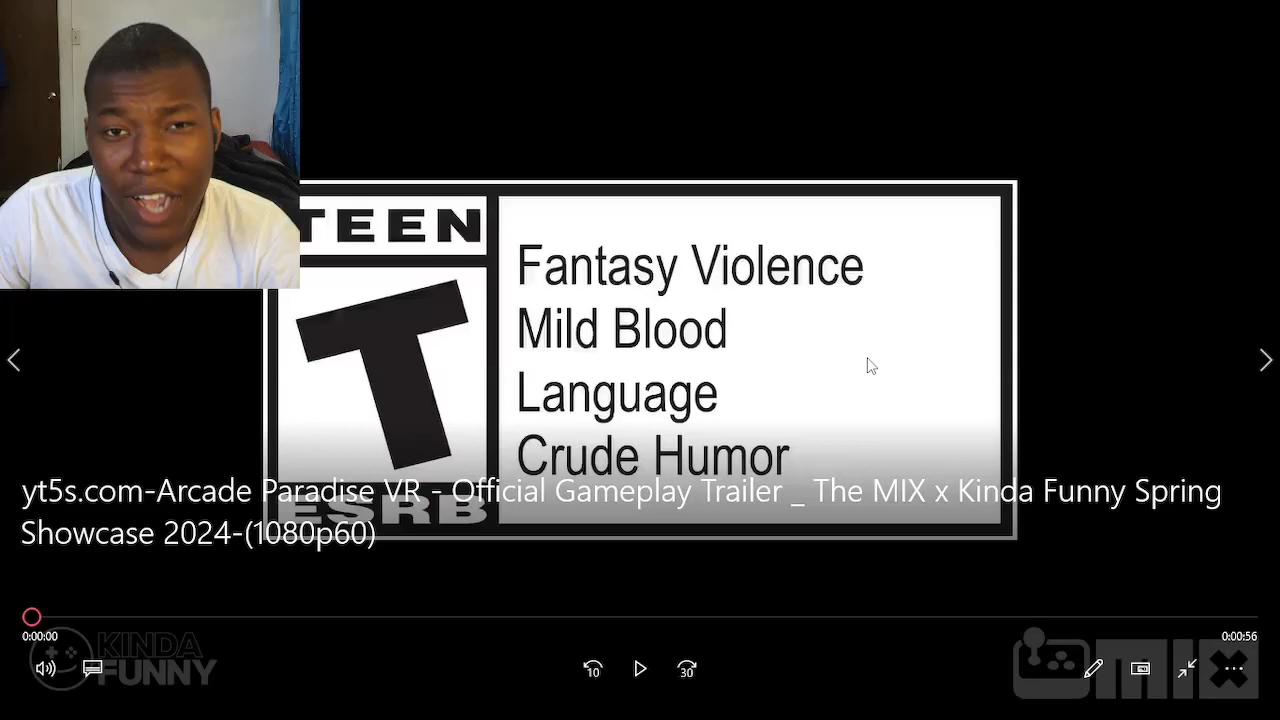 TEEN
Fantasy Violence
Mild Blood
Language
Crude Humor
T
ESRB
yt5s.com-Arcade Paradise VR - Official Gameplay Trailer _ The MIX x Kinda Funny Spring
Showcase 2024-(1080p60)
0:00:00
0:00:56
KINDA
FUNNY
10
30
MIX